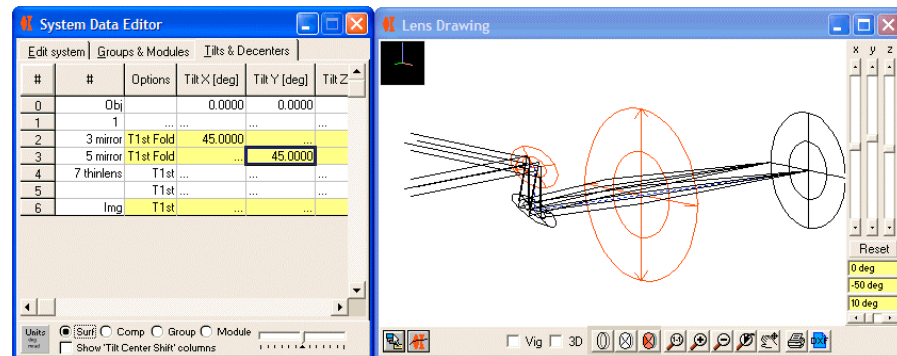 System Data Editor
Edit system Groups & Modules Tilts & Decenters
# # Options Tilt X [deg] Tilt Y [deg] Tilt Z
0 Obj 0.0000 0.0000
1 1 ... ... ... ...
2 3 mirror T1st Fold 45.0000 ...
3 5 mirror T1st Fold ... 45.0000 ...
4 7 thinlens T1st ... ... ...
5 T1st ... ... ...
6 Img T1st ... ... ...
Units deg
Surf Comp Group Module
Show 'Tilt Center Shift' columns
Lens Drawing
x y z
Reset
0 deg
-50 deg
10 deg
Vig 3D
DXF